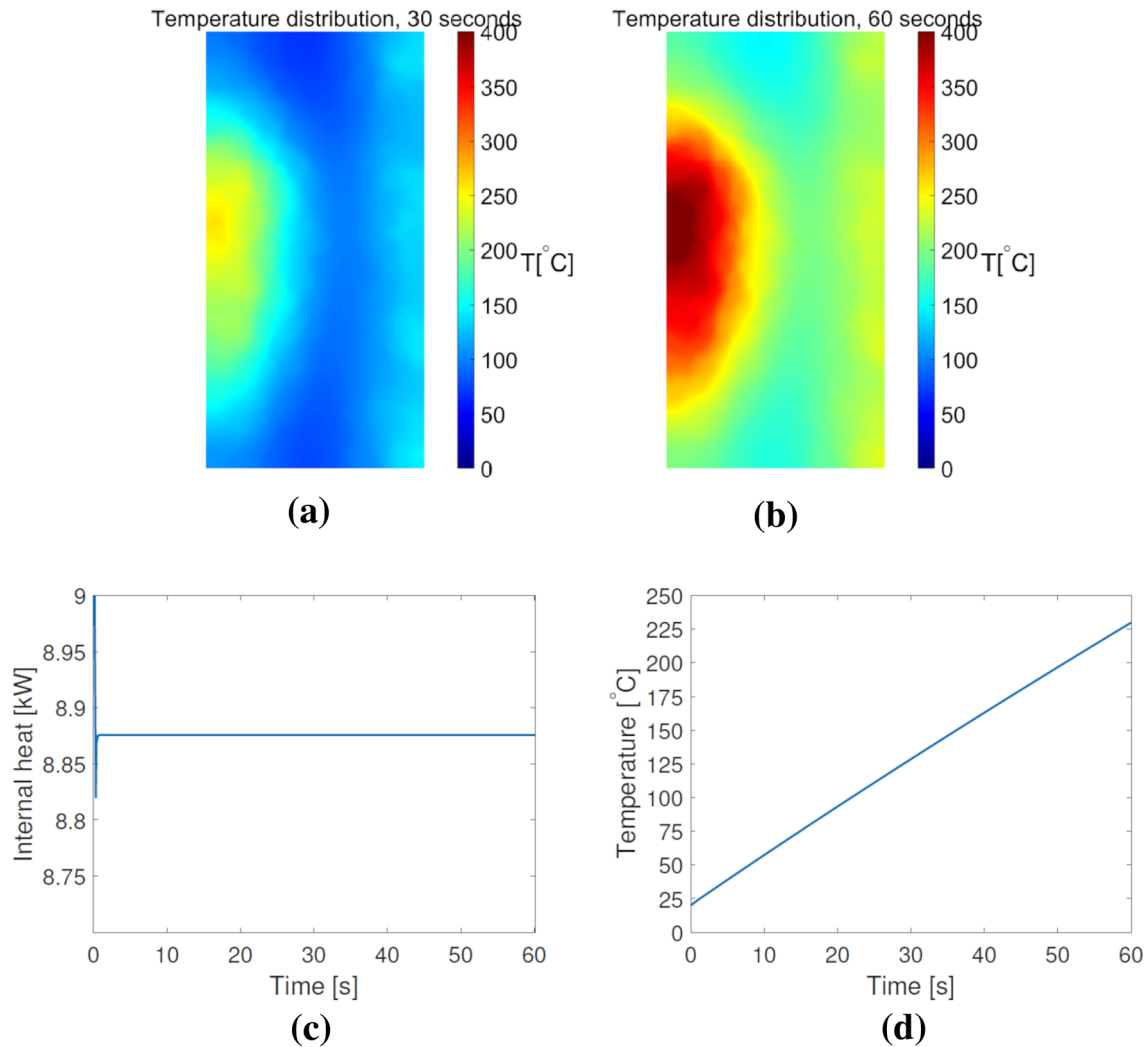 Temperature distribution, 30 seconds
400
350
300
250
200
150
100
50
0
T[°C]
(a)
Temperature distribution, 60 seconds
400
350
300
250
200
150
100
50
0
T[°C]
(b)
Internal heat [kW]
9
8.95
8.9
8.85
8.8
8.75
0 10 20 30 40 50 60
Time [s]
(c)
Temperature [°C]
250
225
200
175
150
125
100
75
50
25
0
0 10 20 30 40 50 60
Time [s]
(d)